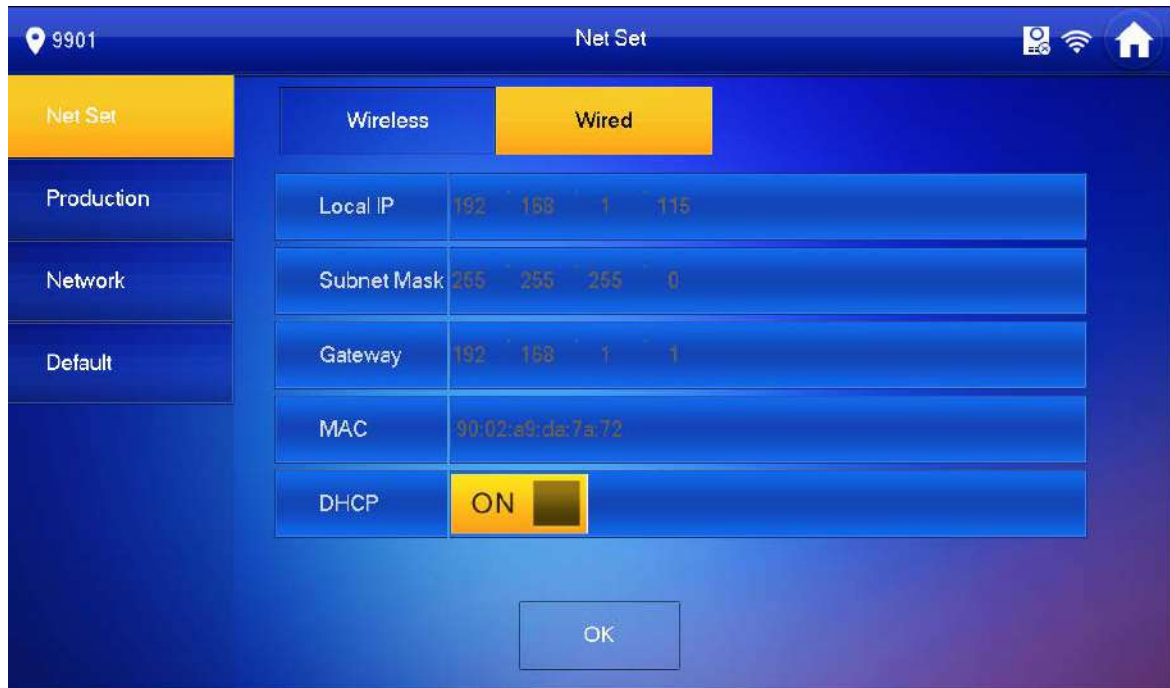 9901 Net Set
Net Set
Production
Network
Default
Wireless Wired
Local IP 192 . 168 . 1 . 115
Subnet Mask 255 . 255 . 255 . 0
Gateway 192 . 168 . 1 . 1
MAC 90:02:a9:da:7a:72
DHCP ON
OK